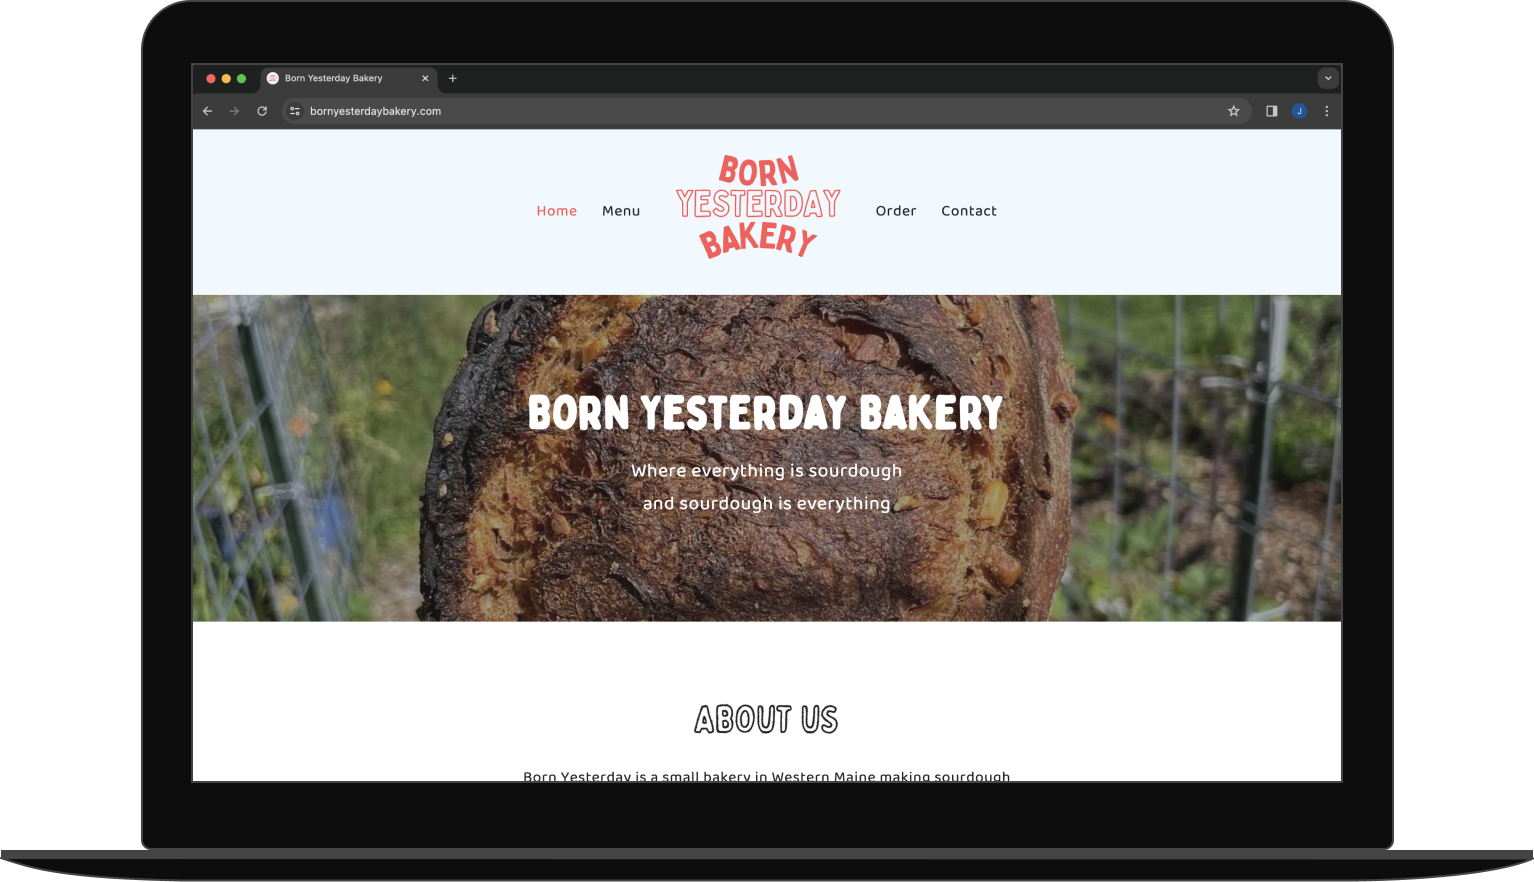 Born Yesterday Bakery
bornyesterdaybakery.com
J
Home
Menu
BORN
YESTERDAY
BAKERY
Order
Contact
BORN YESTERDAY BAKERY
Where everything is sourdough
and sourdough is everything
ABOUT US
Born Yesterday is a small bakery in Western Maine making sourdough